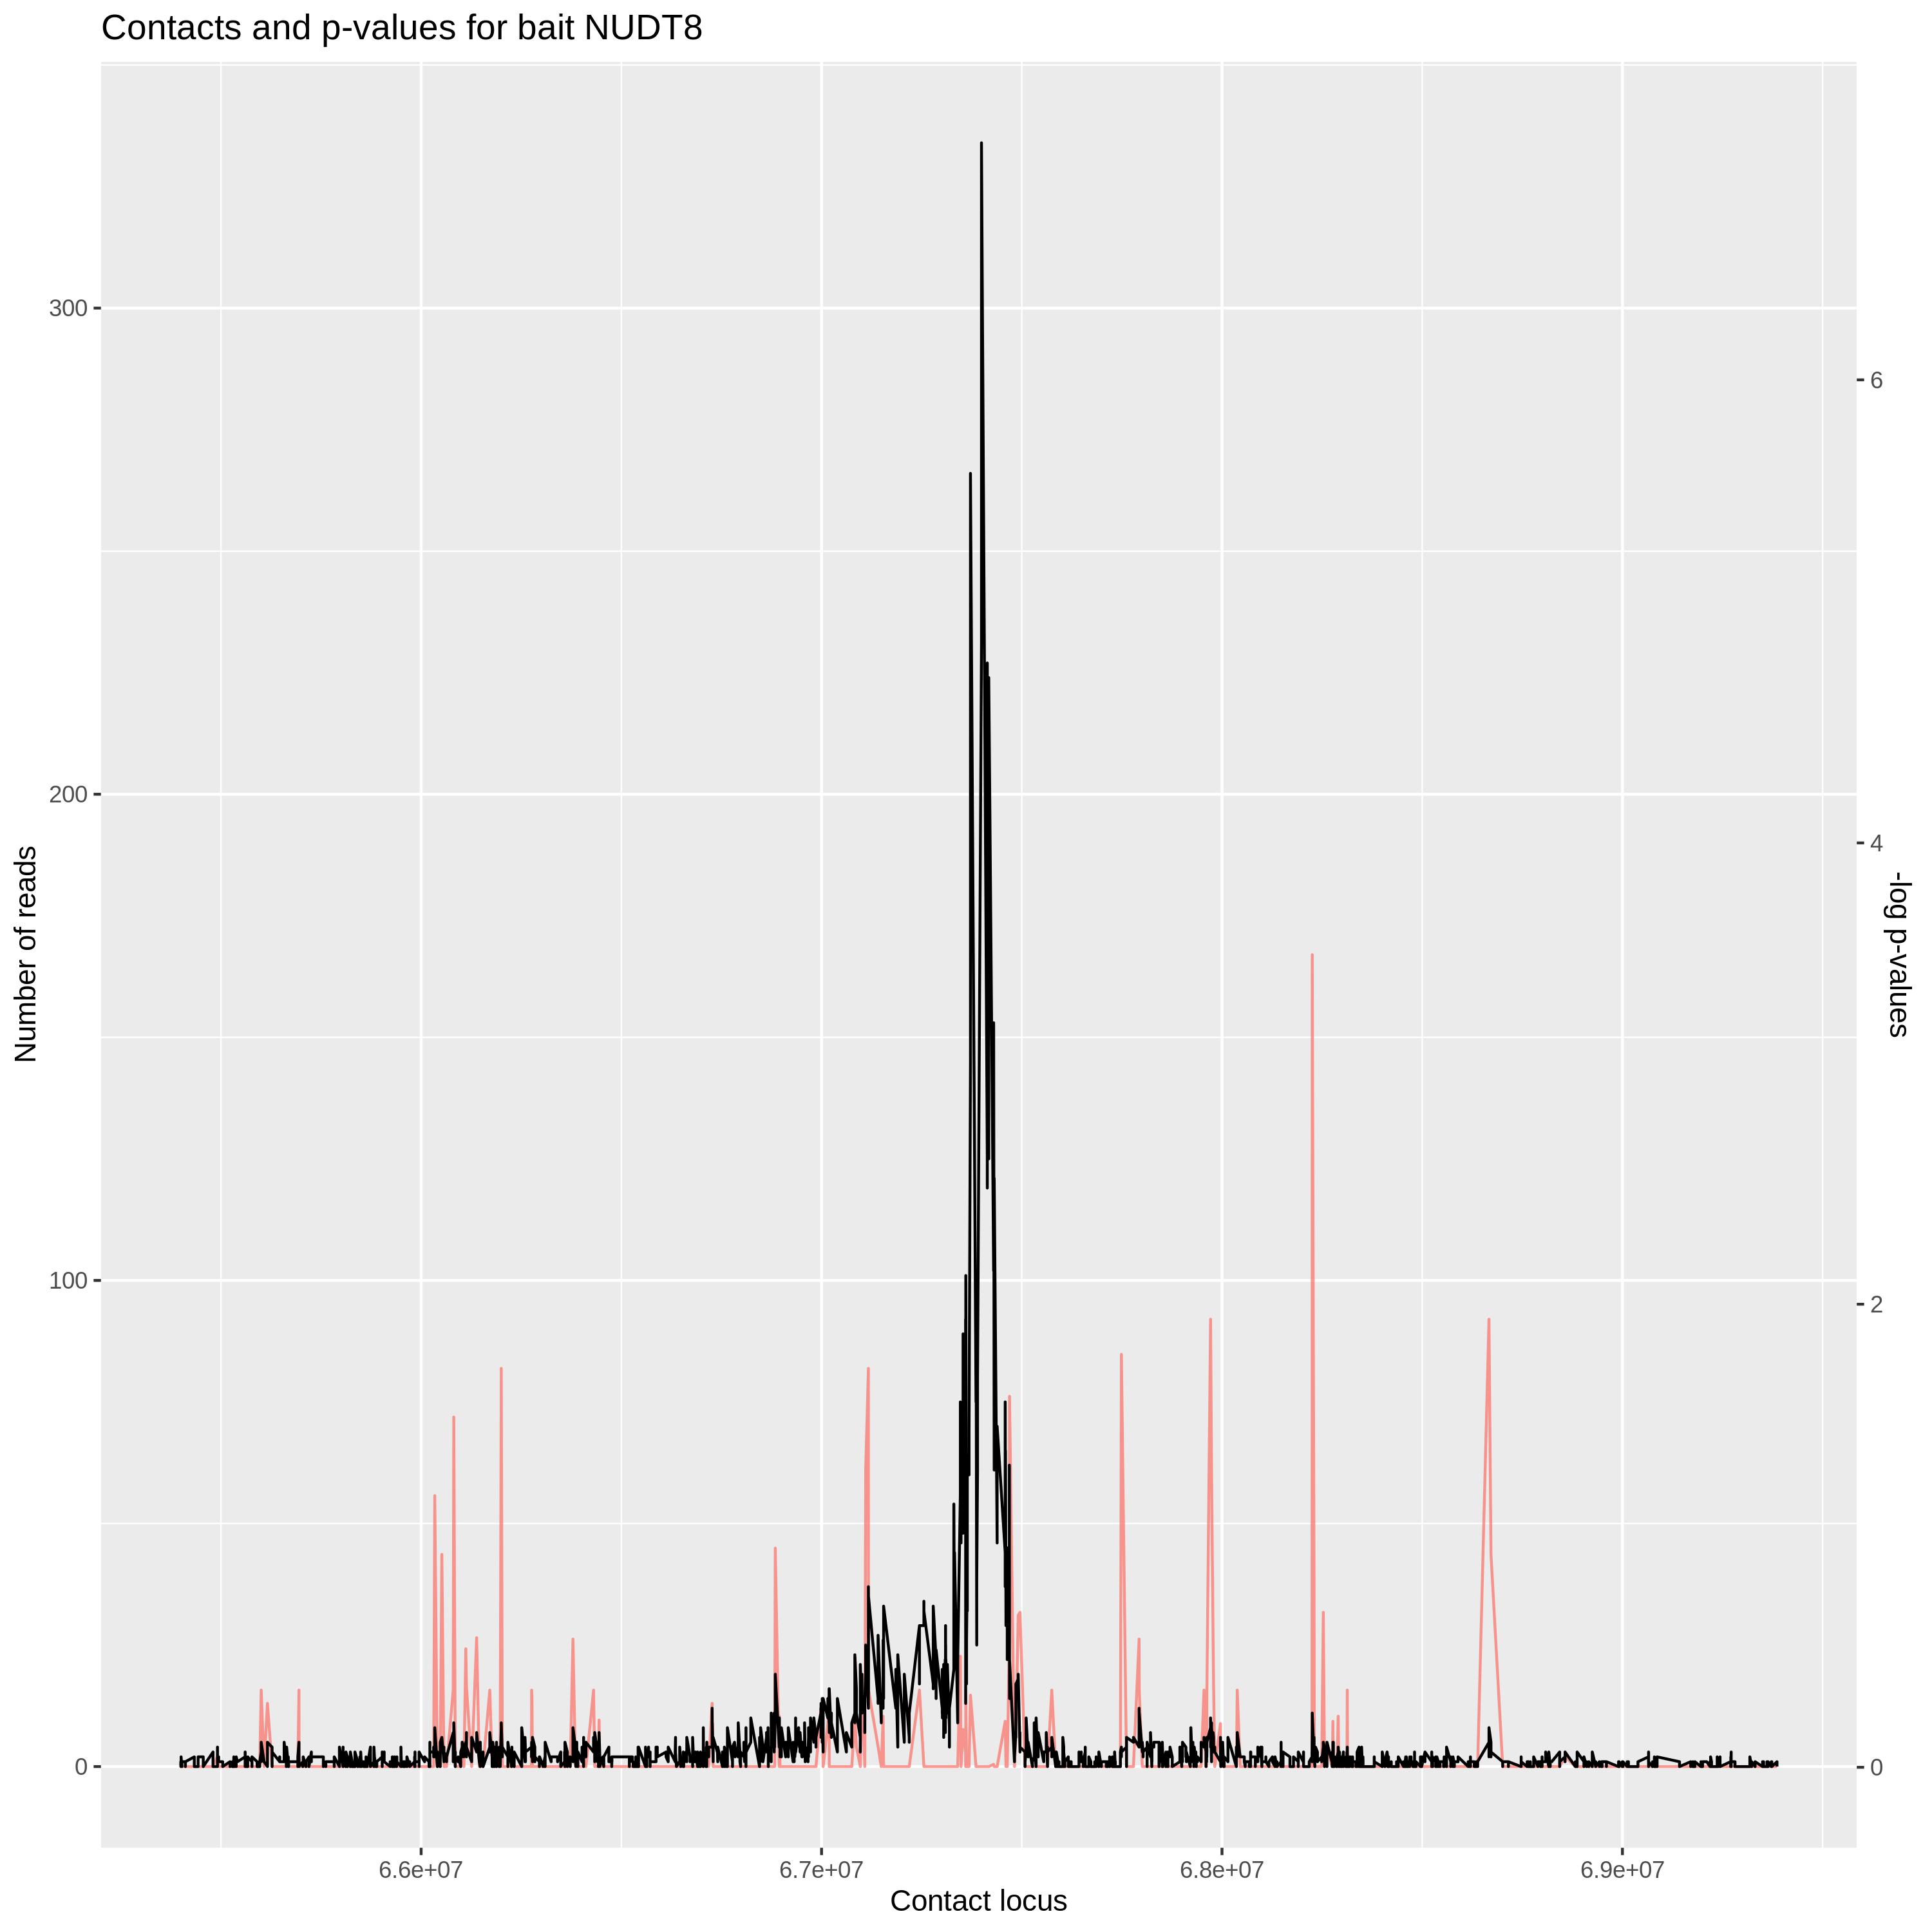 Contacts and p-values for bait NUDT8
300
200
100
0
Number of reads
6
4
2
0
-log p-values
6.6e+07
6.7e+07
6.8e+07
6.9e+07
Contact locus